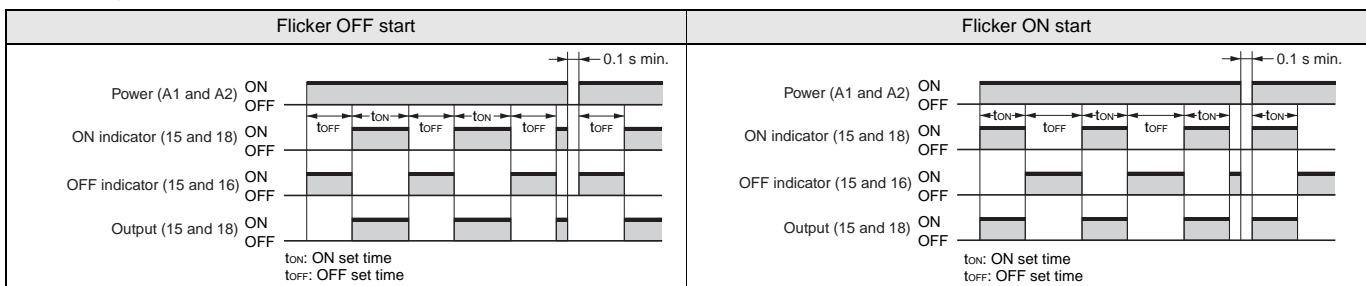 Flicker OFF start
0.1 s min.
Power (A1 and A2) ON
OFF
tOFF tON tOFF tON tOFF tOFF
ON indicator (15 and 18) ON
OFF
OFF indicator (15 and 16) ON
OFF
Output (15 and 18) ON
OFF
tON: ON set time
tOFF: OFF set time
Flicker ON start
0.1 s min.
Power (A1 and A2) ON
OFF
tON tOFF tON tOFF tON tON
ON indicator (15 and 18) ON
OFF
OFF indicator (15 and 16) ON
OFF
Output (15 and 18) ON
OFF
tON: ON set time
tOFF: OFF set time